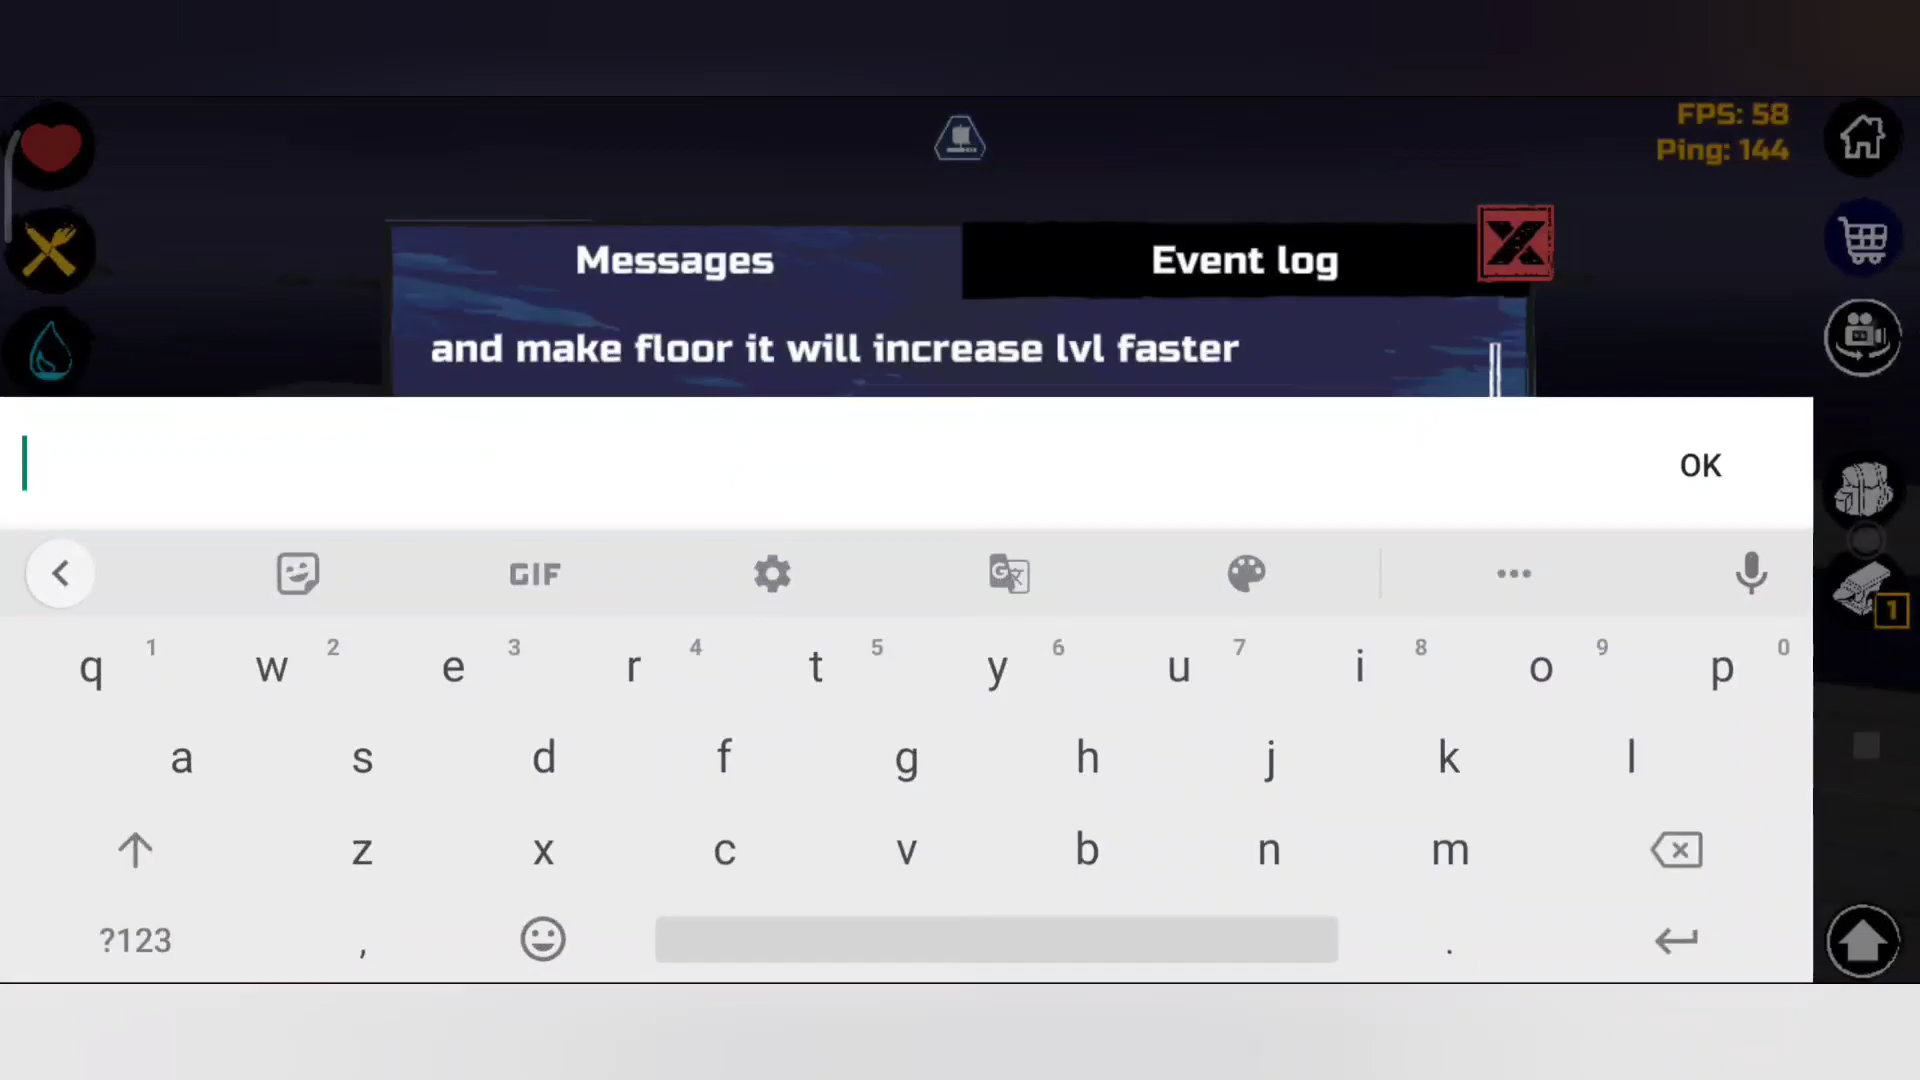 FPS: 58
Ping: 144
Messages
Event log
and make floor it will increase lvl faster
OK
GIF
G
1 2 3 4 5 6 7 8 9 0
q w e r t y u i o p
1
a s d f g h j k l
z x c v b n m
?123 , .